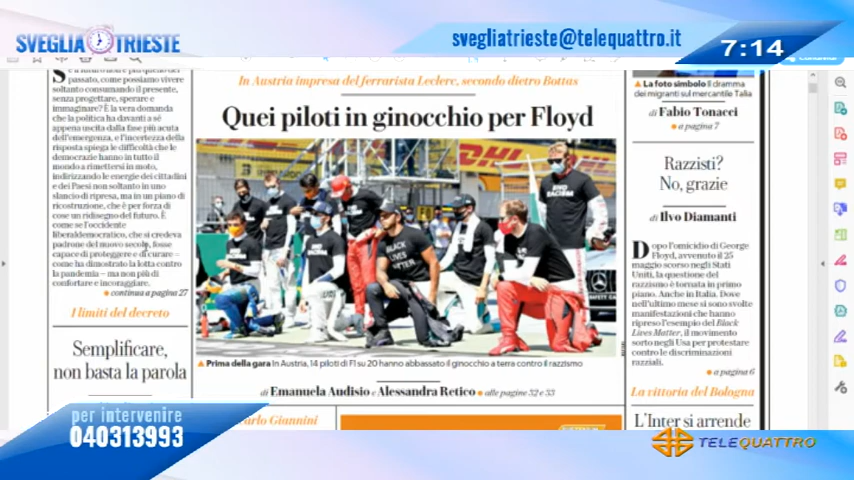 SVEGLIA TRIESTE
svegliatrieste@telequattro.it
7:14
passato, come possiamo vivere
soltanto consumando il presente,
senza progettare, sperare e
immaginare? È la vera domanda
che la politica ha davanti a sé
appena uscita dalla fase più acuta
dell'emergenza, e l'incertezza della
risposta spiega le difficoltà che le
democrazie hanno in tutto il
mondo a rimettersi in moto,
indirizzando le energie dei cittadini
e dei Paesi non soltanto in uno
slancio di ripresa, ma in un piano di
ricostruzione, che è per forza di
cose un ridisegno del futuro. È
come se l'occidente
liberaldemocratico, che si credeva
padrone del nuovo secolo, fosse
capace di proteggere e di curare –
come ha dimostrato la lotta contro
la pandemia – ma non più di
confortare e incoraggiare.
continua a pagina 27
I limiti del decreto
Semplificare,
non basta la parola
In Austria impresa del ferrarista Leclerc, secondo dietro Bottas
Quei piloti in ginocchio per Floyd
DHL
END RACISM
BLACK LIVES MATTER
Prima della gara In Austria, 14 piloti di F1 su 20 hanno abbassato il ginocchio a terra contro il razzismo
di Emanuela Audisio e Alessandra Retico alle pagine 32 e 33
arlo Giannini
La foto simbolo Il dramma
dei migranti sul mercantile Talia
di Fabio Tonacci
a pagina 7
Razzisti?
No, grazie
di Ilvo Diamanti
Dopo l'omicidio di George
Floyd, avvenuto il 25
maggio scorso negli Stati
Uniti, la questione del
razzismo è tornata in primo
piano. Anche in Italia. Dove
nell'ultimo mese si sono svolte
manifestazioni che hanno
ripreso l'esempio del Black
Lives Matter, il movimento
sorto negli Usa per protestare
contro le discriminazioni
razziali.
a pagina 6
La vittoria del Bologna
L'Inter si arrende
per intervenire
040313993
TELEQUATTRO